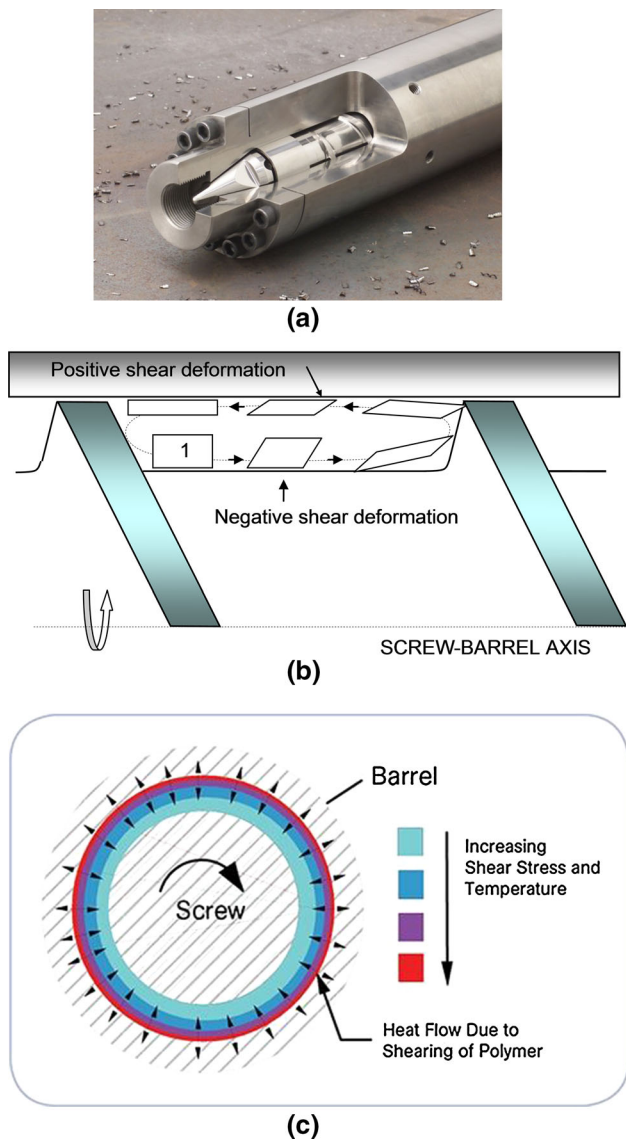 (a)
Positive shear deformation
1
Negative shear deformation
SCREW-BARREL AXIS
(b)
Barrel
Screw
Increasing
Shear Stress and
Temperature
Heat Flow Due to
Shearing of Polymer
(c)